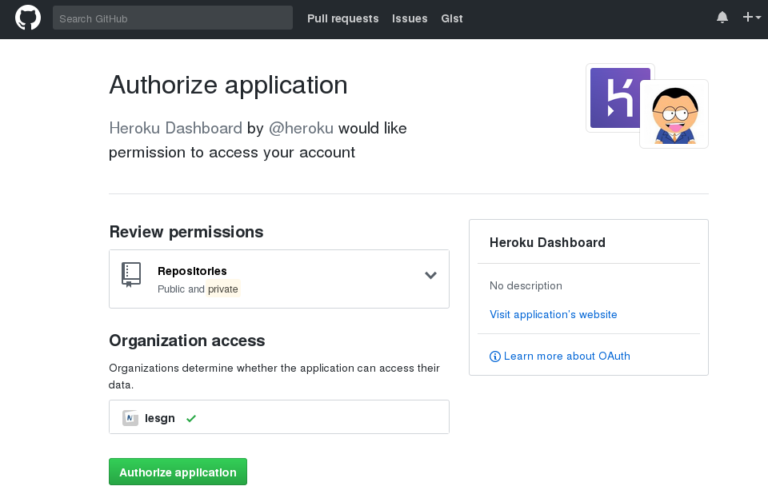 Search GitHub
Pull requests Issues Gist
Authorize application
Heroku Dashboard by @heroku would like
permission to access your account
Review permissions
Repositories
Public and private
Organization access
Organizations determine whether the application can access their
data.
iesgn
Authorize application
Heroku Dashboard
No description
Visit application's website
Learn more about OAuth